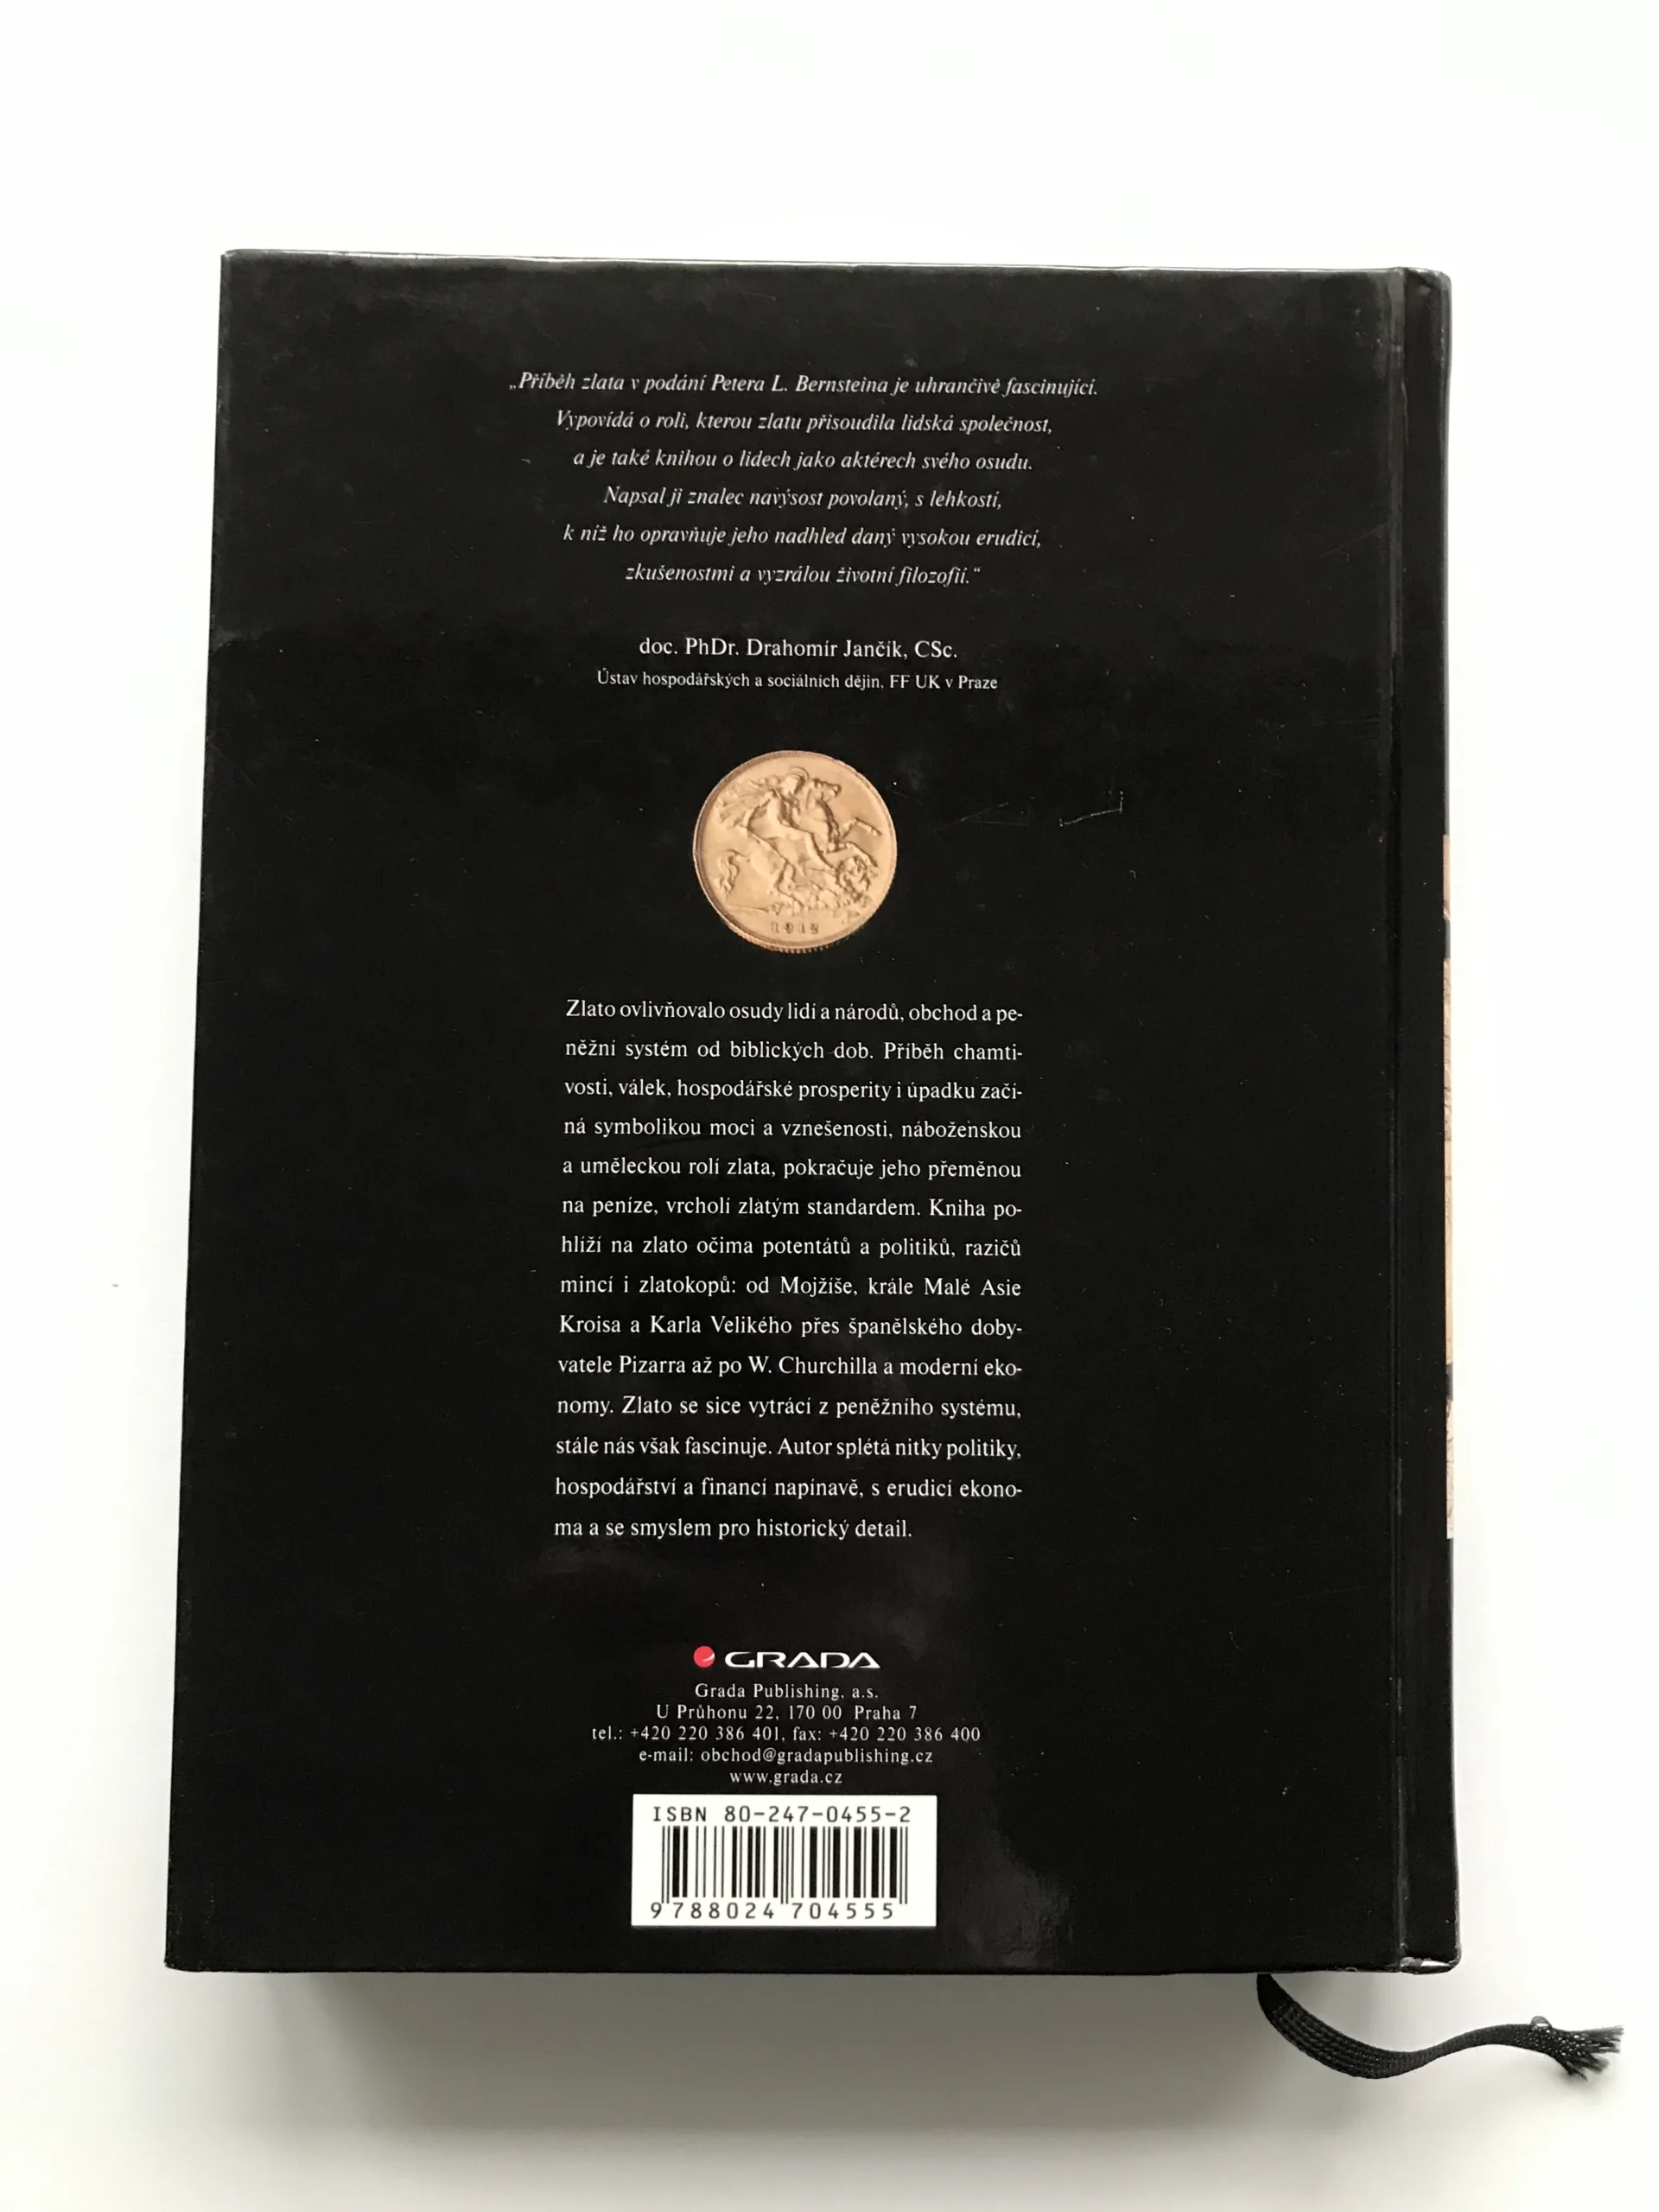 „Příběh zlata v podání Petera L. Bernsteina je uhrančivě fascinující.
Vypovídá o roli, kterou zlatu přisoudila lidská společnost,
a je také knihou o lidech jako aktérech svého osudu.
Napsal ji znalec navýsost povolaný, s lehkostí,
k níž ho opravňuje jeho nadhled daný vysokou erudicí,
zkušenostmi a vyzrálou životní filozofií.“
doc. PhDr. Drahomír Jančík, CSc.
Ústav hospodářských a sociálních dějin, FF UK v Praze
1912
Zlato ovlivňovalo osudy lidí a národů, obchod a pe-
něžní systém od biblických dob. Příběh chamti-
vosti, válek, hospodářské prosperity i úpadku začí-
ná symbolikou moci a vznešenosti, náboženskou
a uměleckou rolí zlata, pokračuje jeho přeměnou
na peníze, vrcholí zlatým standardem. Kniha po-
hlíží na zlato očima potentátů a politiků, razičů
mincí i zlatokopů: od Mojžíše, krále Malé Asie
Kroisa a Karla Velikého přes španělského doby-
vatele Pizarra až po W. Churchilla a moderní eko-
nomy. Zlato se sice vytrácí z peněžního systému,
stále nás však fascinuje. Autor splétá nitky politiky,
hospodářství a financí napínavě, s erudicí ekono-
ma a se smyslem pro historický detail.
GRADA
Grada Publishing, a.s.
U Průhonu 22, 170 00 Praha 7
tel.: +420 220 386 401, fax: +420 220 386 400
e-mail: obchod@gradapublishing.cz
www.grada.cz
ISBN 80-247-0455-2
9 788024 704555